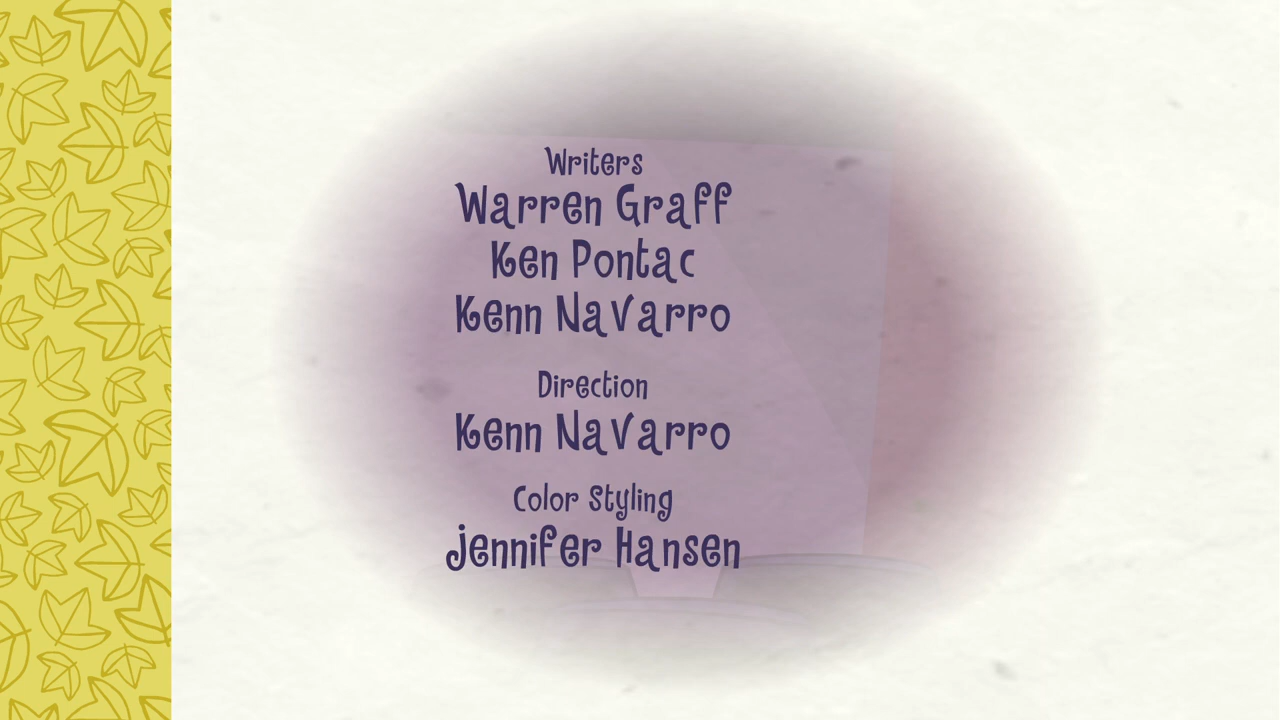 Writers
Warren Graff
Ken Pontac
Kenn Navarro
Direction
Kenn Navarro
Color Styling
Jennifer Hansen